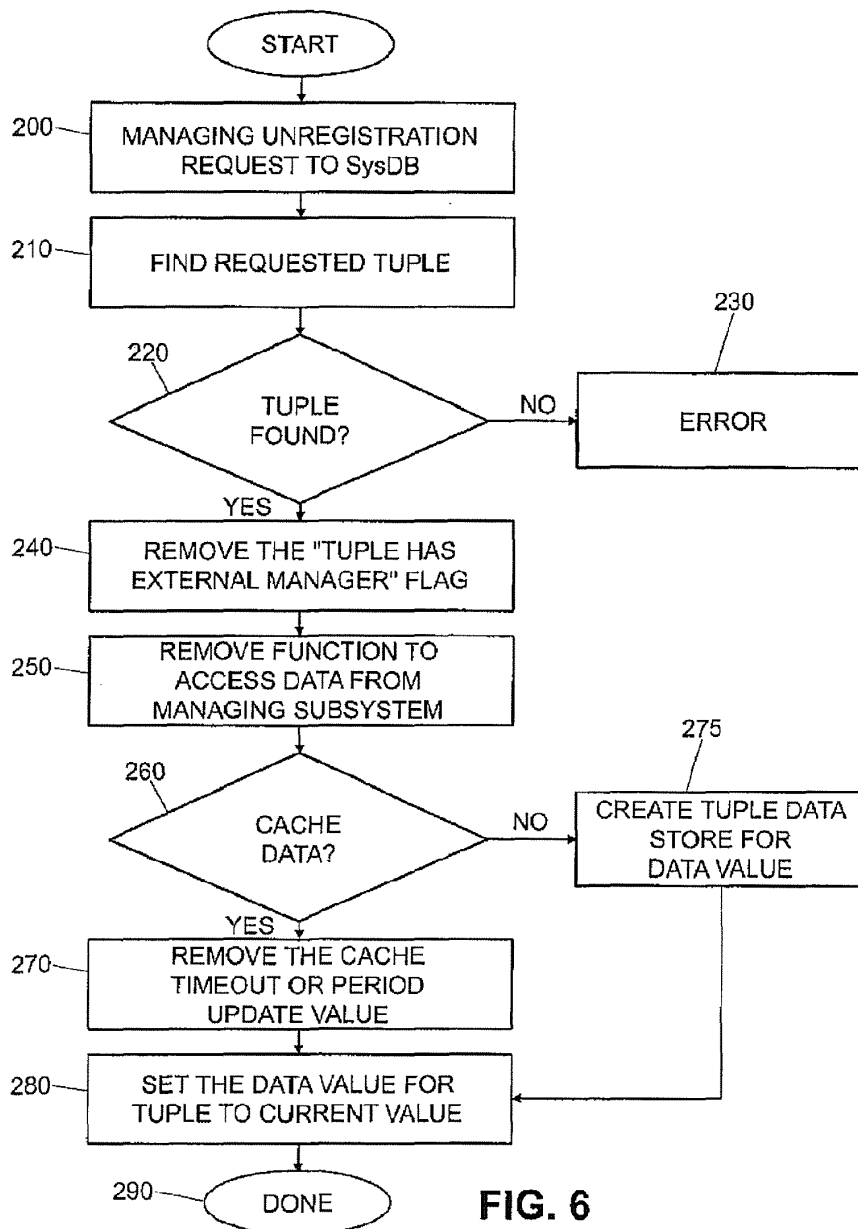 START
200
MANAGING UNREGISTRATION
REQUEST TO SysDB
210
FIND REQUESTED TUPLE
220
TUPLE
FOUND?
NO
230
ERROR
YES
240
REMOVE THE "TUPLE HAS
EXTERNAL MANAGER" FLAG
250
REMOVE FUNCTION TO
ACCESS DATA FROM
MANAGING SUBSYSTEM
260
CACHE
DATA?
NO
275
CREATE TUPLE DATA
STORE FOR
DATA VALUE
YES
270
REMOVE THE CACHE
TIMEOUT OR PERIOD
UPDATE VALUE
280
SET THE DATA VALUE FOR
TUPLE TO CURRENT VALUE
290
DONE
FIG. 6